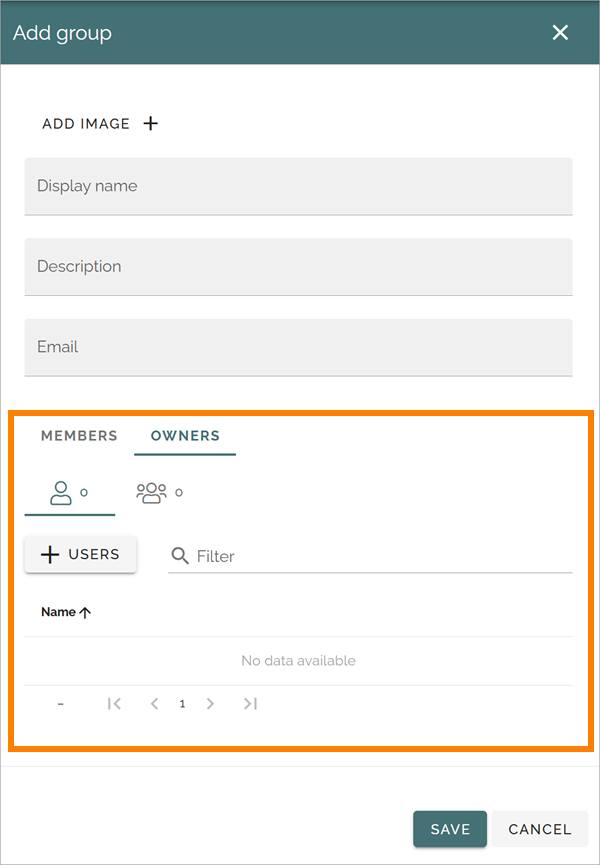 Add group
ADD IMAGE
Display name
Description
Email
MEMBERS OWNERS
0 0
USERS Filter
Name
No data available
– 1
SAVE CANCEL